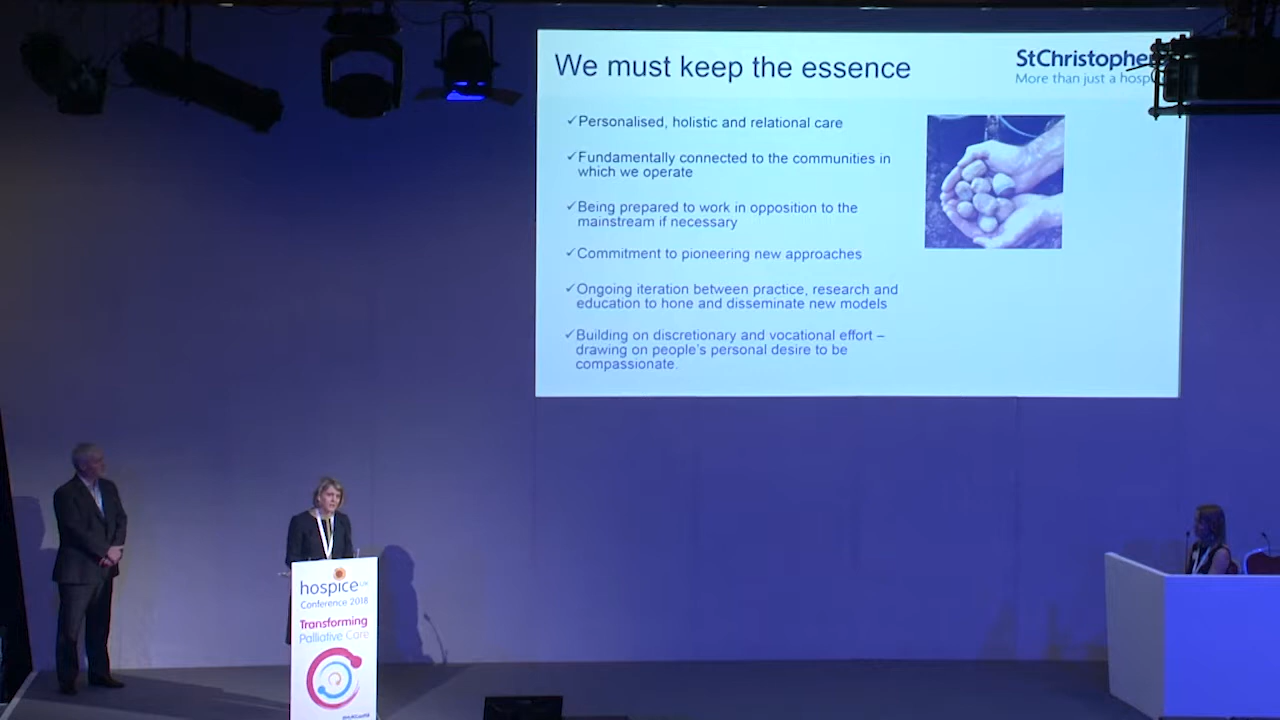 We must keep the essence
StChristopher
More than just a hosp
✓Personalised, holistic and relational care
✓Fundamentally connected to the communities in
which we operate
✓Being prepared to work in opposition to the
mainstream if necessary
✓Commitment to pioneering new approaches
✓Ongoing iteration between practice, research and
education to hone and disseminate new models
✓Building on discretionary and vocational effort –
drawing on people's personal desire to be
compassionate.
hospice UK
Conference 2018
Transforming
Palliative Care